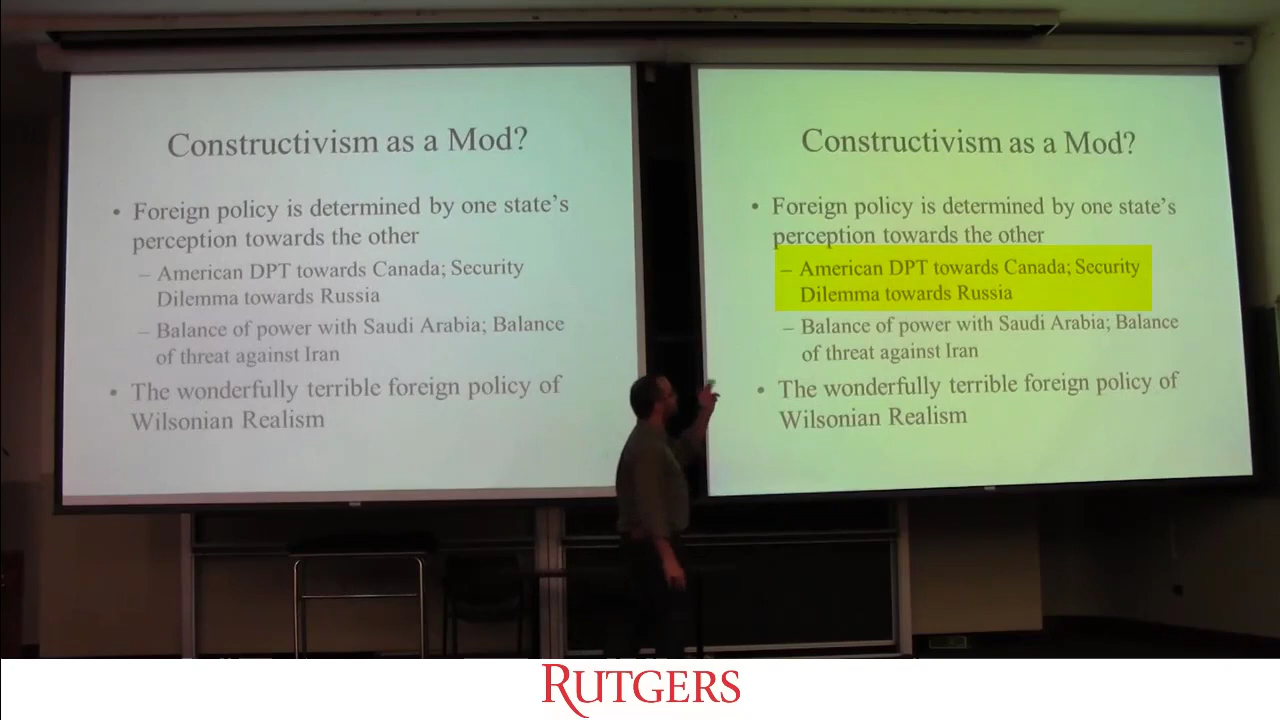 Constructivism as a Mod?
• Foreign policy is determined by one state's
perception towards the other
– American DPT towards Canada; Security
Dilemma towards Russia
– Balance of power with Saudi Arabia; Balance
of threat against Iran
• The wonderfully terrible foreign policy of
Wilsonian Realism
Constructivism as a Mod?
• Foreign policy is determined by one state's
perception towards the other
– American DPT towards Canada; Security
Dilemma towards Russia
– Balance of power with Saudi Arabia; Balance
of threat against Iran
• The wonderfully terrible foreign policy of
Wilsonian Realism
RUTGERS